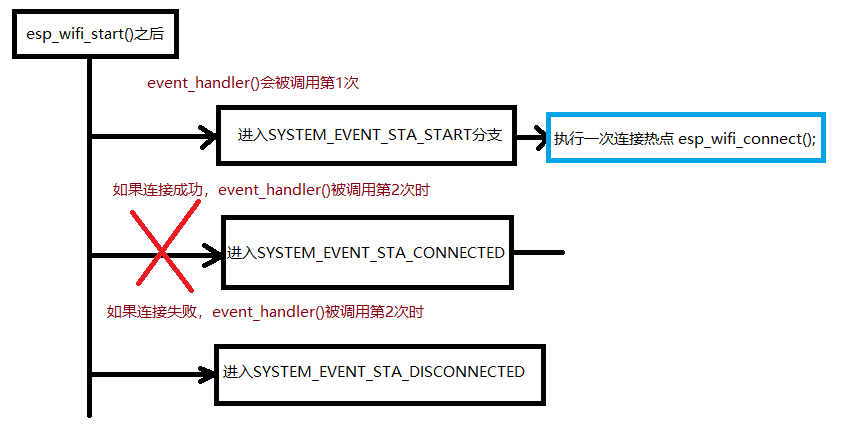 esp_wifi_start()之后
event_handler()会被调用第1次
进入SYSTEM_EVENT_STA_START分支
执行一次连接热点 esp_wifi_connect();
如果连接成功，event_handler()被调用第2次时
进入SYSTEM_EVENT_STA_CONNECTED
如果连接失败，event_handler()被调用第2次时
进入SYSTEM_EVENT_STA_DISCONNECTED